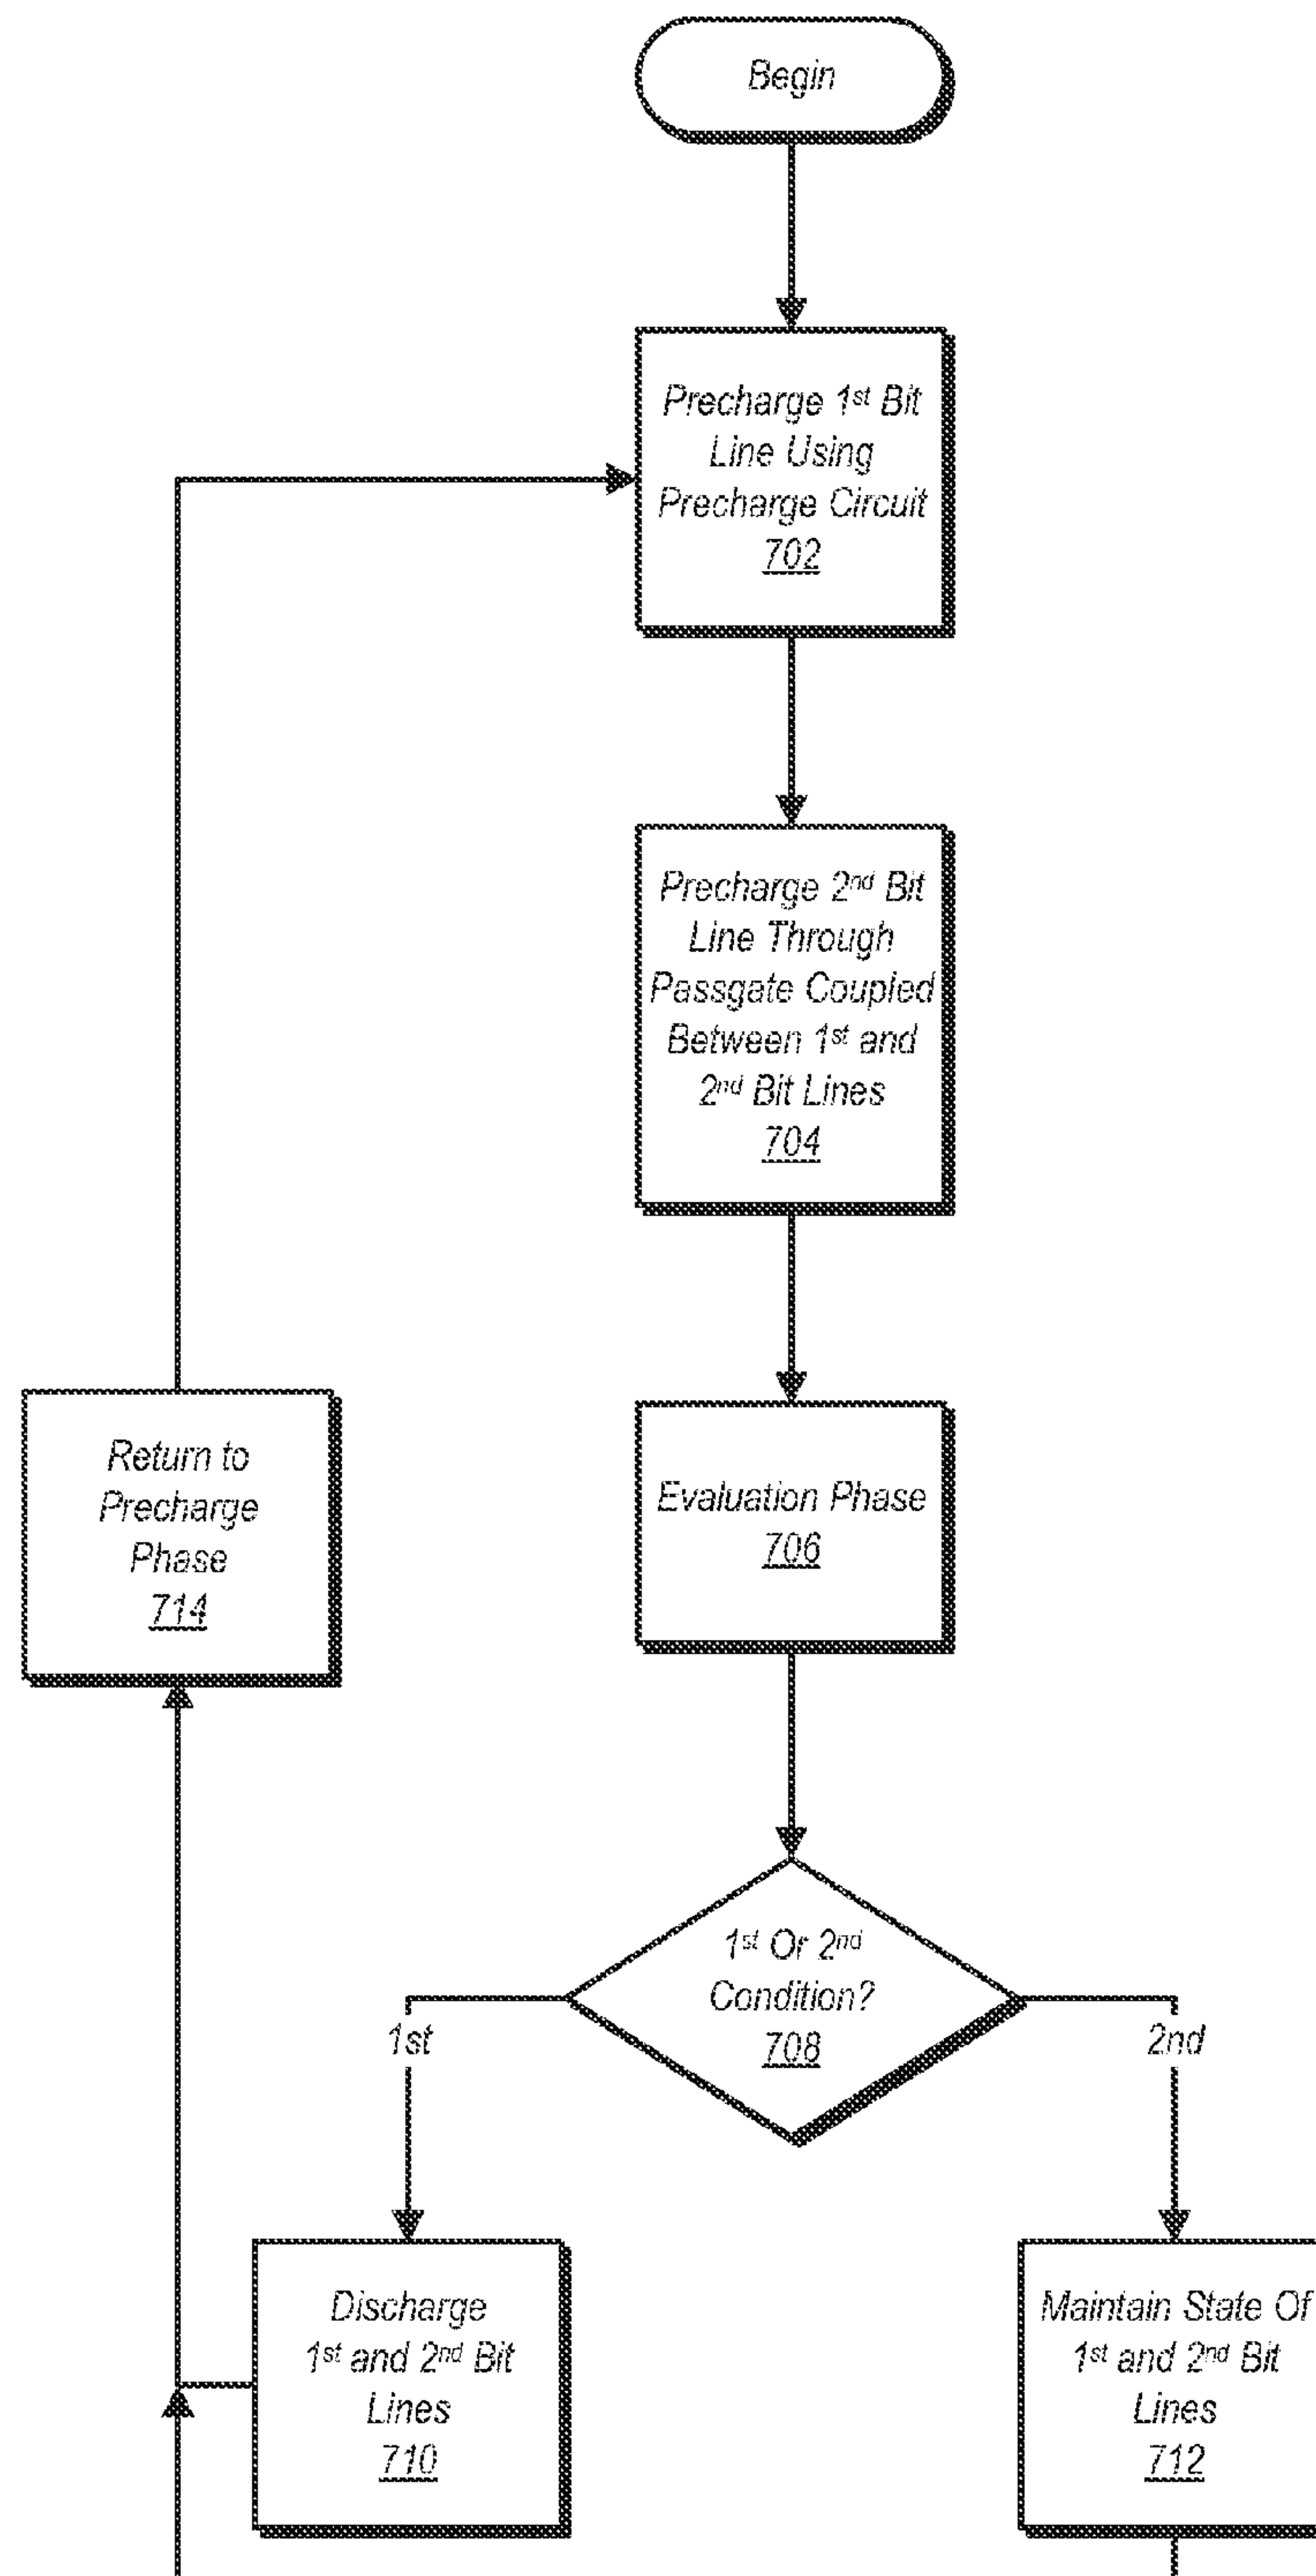 Begin
Precharge 1st Bit
Line Using
Precharge Circuit
702
Precharge 2nd Bit
Line Through
Passgate Coupled
Between 1st and
2nd Bit Lines
704
Return to
Precharge
Phase
714
Evaluation Phase
706
1st Or 2nd
Condition?
708
1st
2nd
Discharge
1st and 2nd Bit
Lines
710
Maintain State Of
1st and 2nd Bit
Lines
712